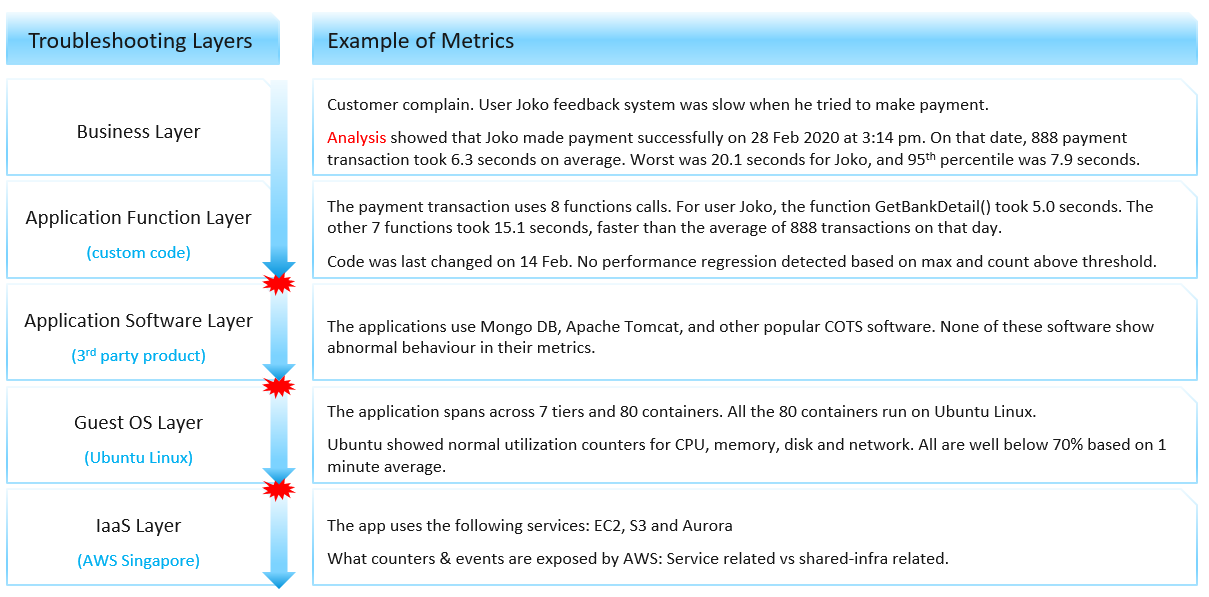 Troubleshooting Layers
Example of Metrics
Business Layer
Customer complain. User Joko feedback system was slow when he tried to make payment.
Analysis showed that Joko made payment successfully on 28 Feb 2020 at 3:14 pm. On that date, 888 payment
transaction took 6.3 seconds on average. Worst was 20.1 seconds for Joko, and 95th percentile was 7.9 seconds.
Application Function Layer
(custom code)
The payment transaction uses 8 functions calls. For user Joko, the function GetBankDetail() took 5.0 seconds. The
other 7 functions took 15.1 seconds, faster than the average of 888 transactions on that day.
Code was last changed on 14 Feb. No performance regression detected based on max and count above threshold.
Application Software Layer
(3rd party product)
The applications use Mongo DB, Apache Tomcat, and other popular COTS software. None of these software show
abnormal behaviour in their metrics.
Guest OS Layer
(Ubuntu Linux)
The application spans across 7 tiers and 80 containers. All the 80 containers run on Ubuntu Linux.
Ubuntu showed normal utilization counters for CPU, memory, disk and network. All are well below 70% based on 1
minute average.
IaaS Layer
(AWS Singapore)
The app uses the following services: EC2, S3 and Aurora
What counters & events are exposed by AWS: Service related vs shared-infra related.